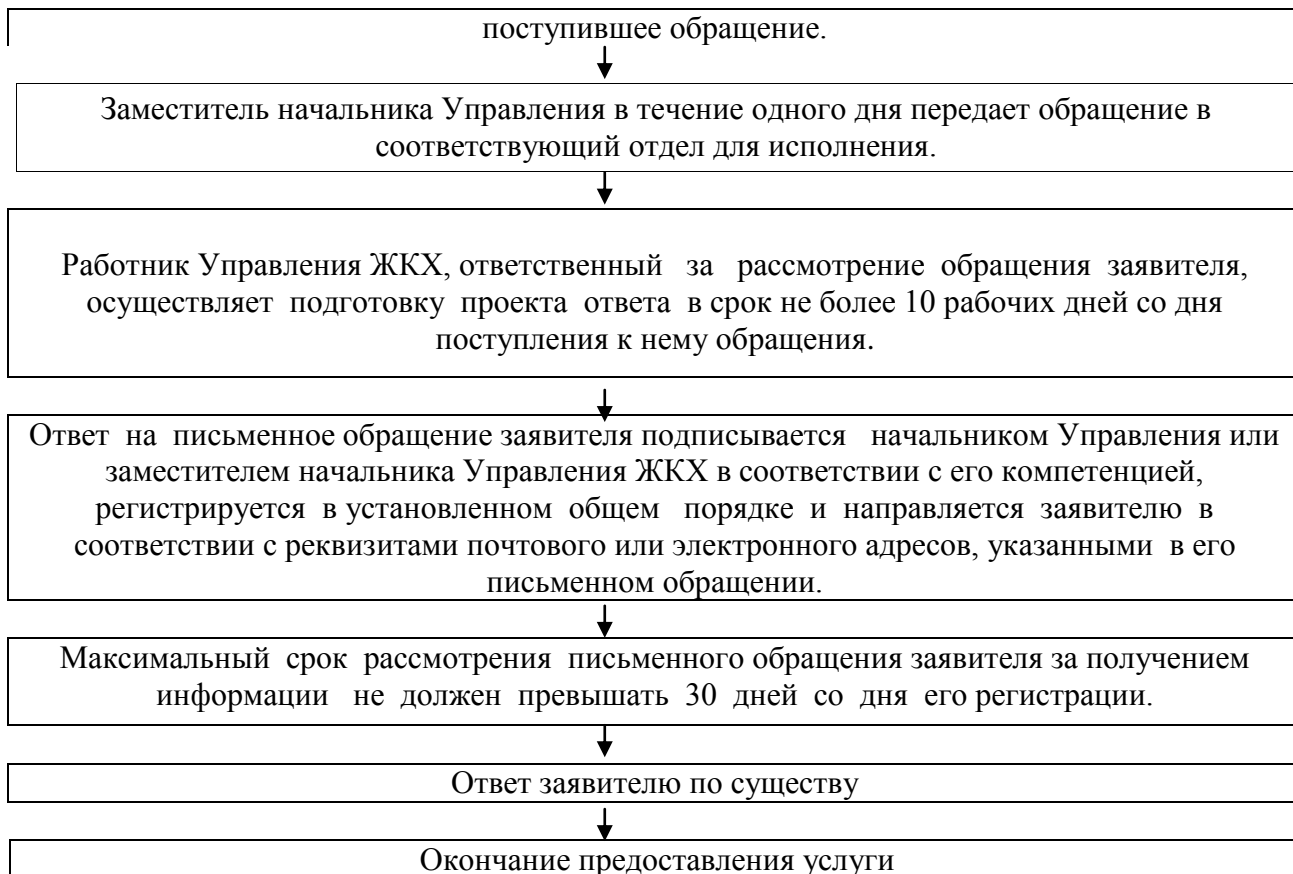 поступившее обращение.
Заместитель начальника Управления в течение одного дня передает обращение в
соответствующий отдел для исполнения.
Работник Управления ЖКХ, ответственный за рассмотрение обращения заявителя,
осуществляет подготовку проекта ответа в срок не более 10 рабочих дней со дня
поступления к нему обращения.
Ответ на письменное обращение заявителя подписывается начальником Управления или
заместителем начальника Управления ЖКХ в соответствии с его компетенцией,
регистрируется в установленном общем порядке и направляется заявителю в
соответствии с реквизитами почтового или электронного адресов, указанными в его
письменном обращении.
Максимальный срок рассмотрения письменного обращения заявителя за получением
информации не должен превышать 30 дней со дня его регистрации.
Ответ заявителю по существу
Окончание предоставления услуги